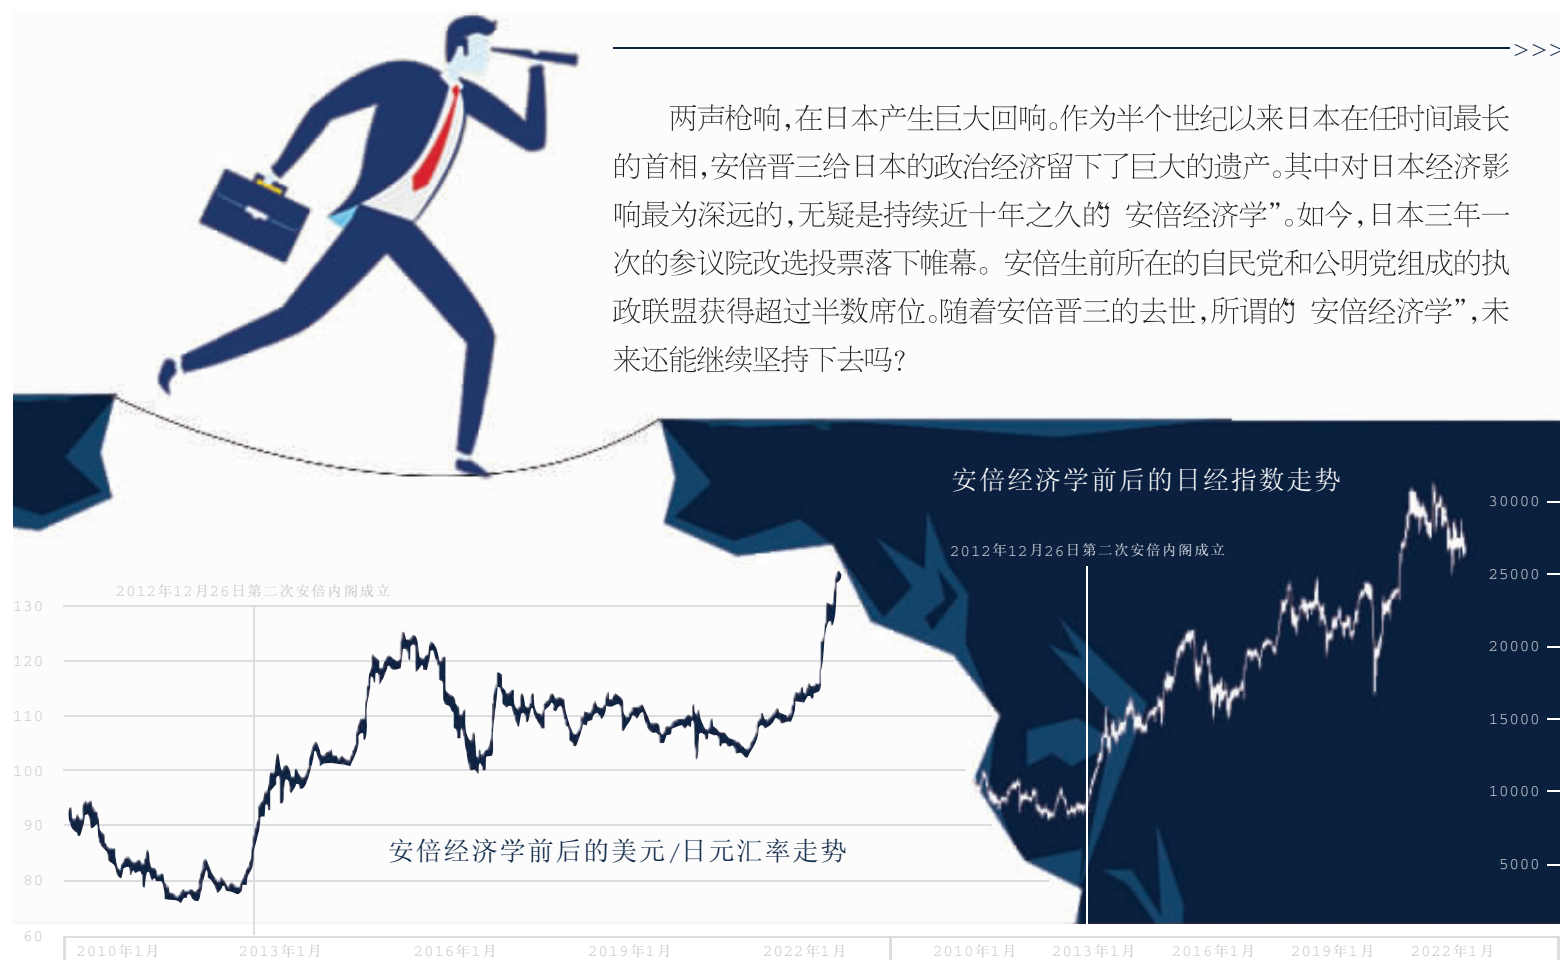 >>>
两声枪响,在日本产生巨大回响。作为半个世纪以来日本在任时间最长
的首相,安倍晋三给日本的政治经济留下了巨大的遗产。其中对日本经济影
响最为深远的,无疑是持续近十年之久的“安倍经济学”。如今,日本三年一
次的参议院改选投票落下帷幕。安倍生前所在的自民党和公明党组成的执
政联盟获得超过半数席位。随着安倍晋三的去世,所谓的“安倍经济学”,未
来还能继续坚持下去吗?
安倍经济学前后的日经指数走势
2012年12月26日第二次安倍内阁成立
30000
25000
20000
15000
10000
5000
2012年12月26日第二次安倍内阁成立
130
120
110
100
90
80
60
安倍经济学前后的美元/日元汇率走势
2010年1月 2013年1月 2016年1月 2019年1月 2022年1月
2010年1月 2013年1月 2016年1月 2019年1月 2022年1月